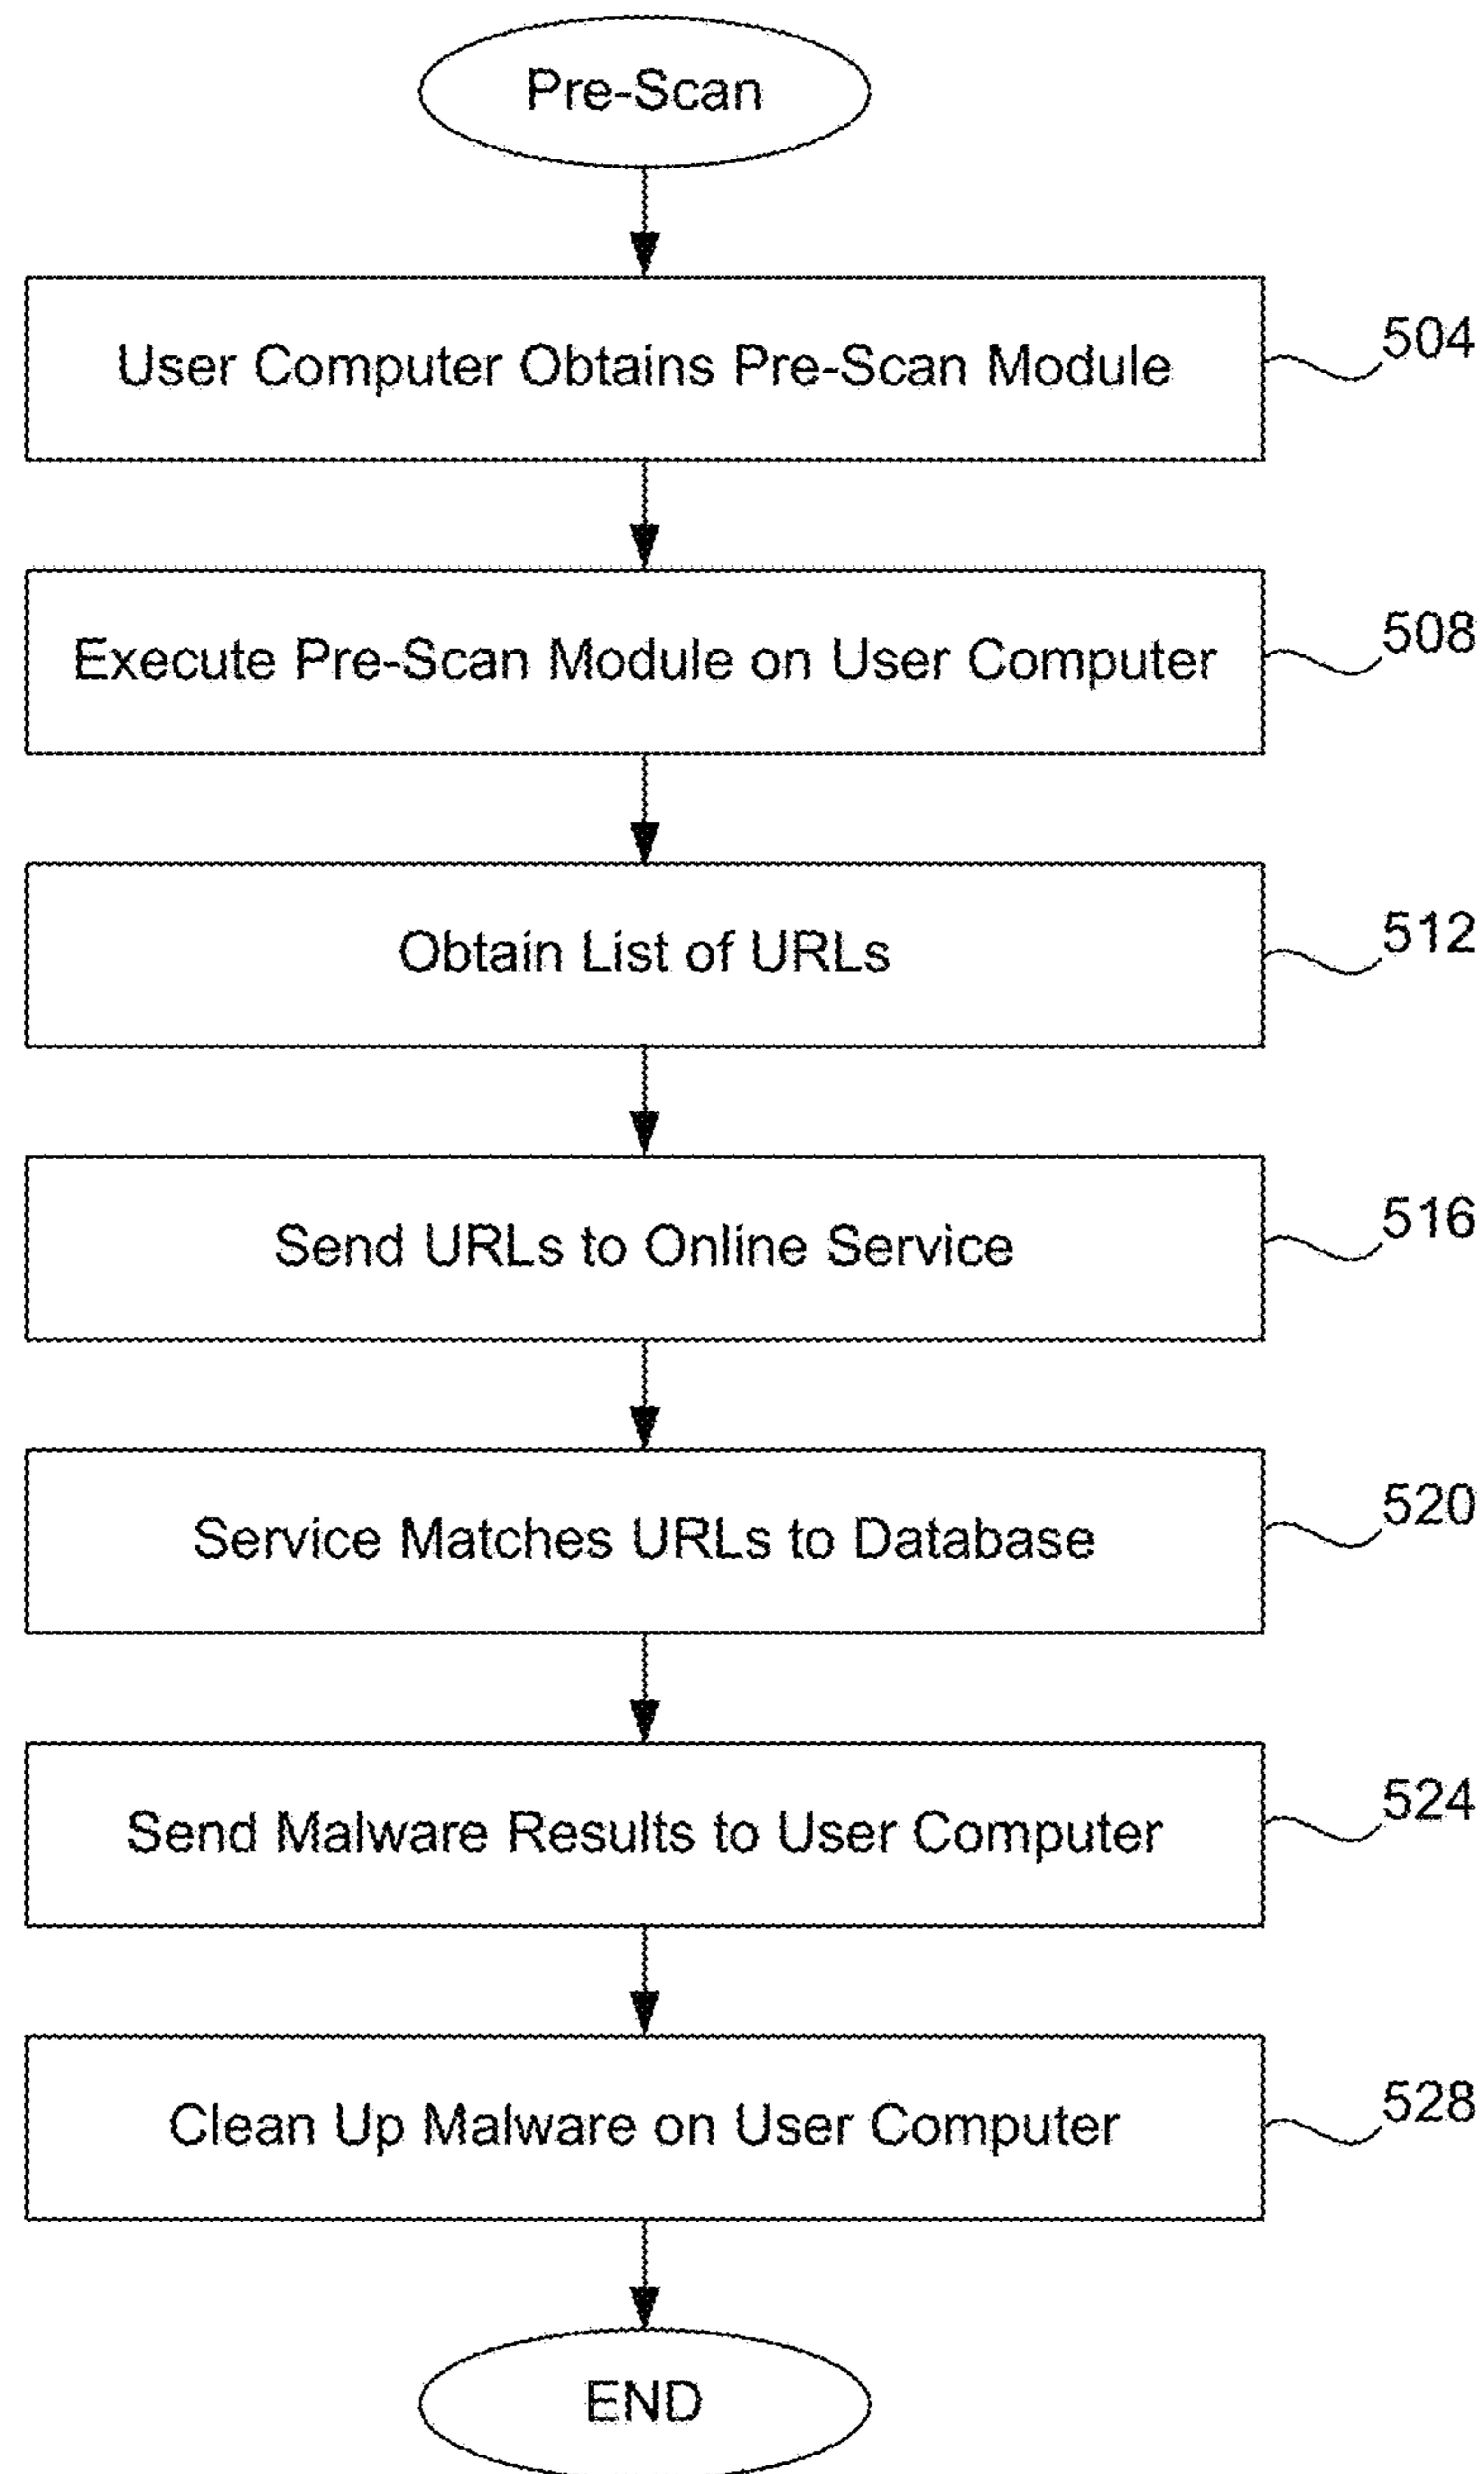 Pre-Scan
User Computer Obtains Pre-Scan Module
504
Execute Pre-Scan Module on User Computer
508
Obtain List of URLs
512
Send URLs to Online Service
516
Service Matches URLs to Database
520
Send Malware Results to User Computer
524
Clean Up Malware on User Computer
528
END